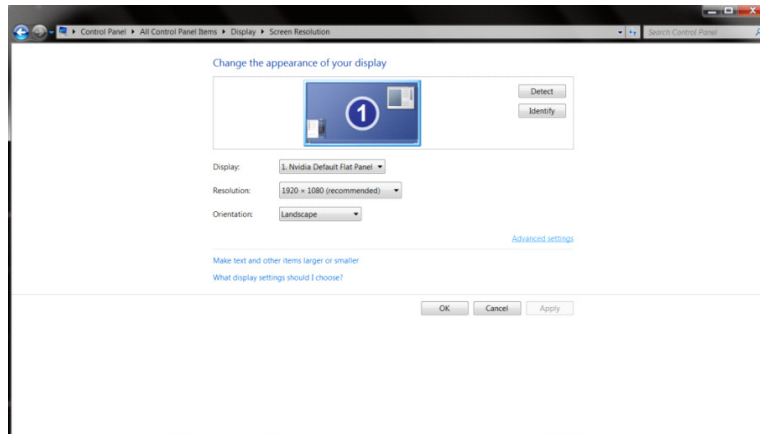 Control Panel ▸ All Control Panel Items ▸ Display ▸ Screen Resolution
Search Control Panel
Change the appearance of your display
1
Detect
Identify
Display: 1. Nvidia Default Flat Panel
Resolution: 1920 × 1080 (recommended)
Orientation: Landscape
Advanced settings
Make text and other items larger or smaller
What display settings should I choose?
OK Cancel Apply